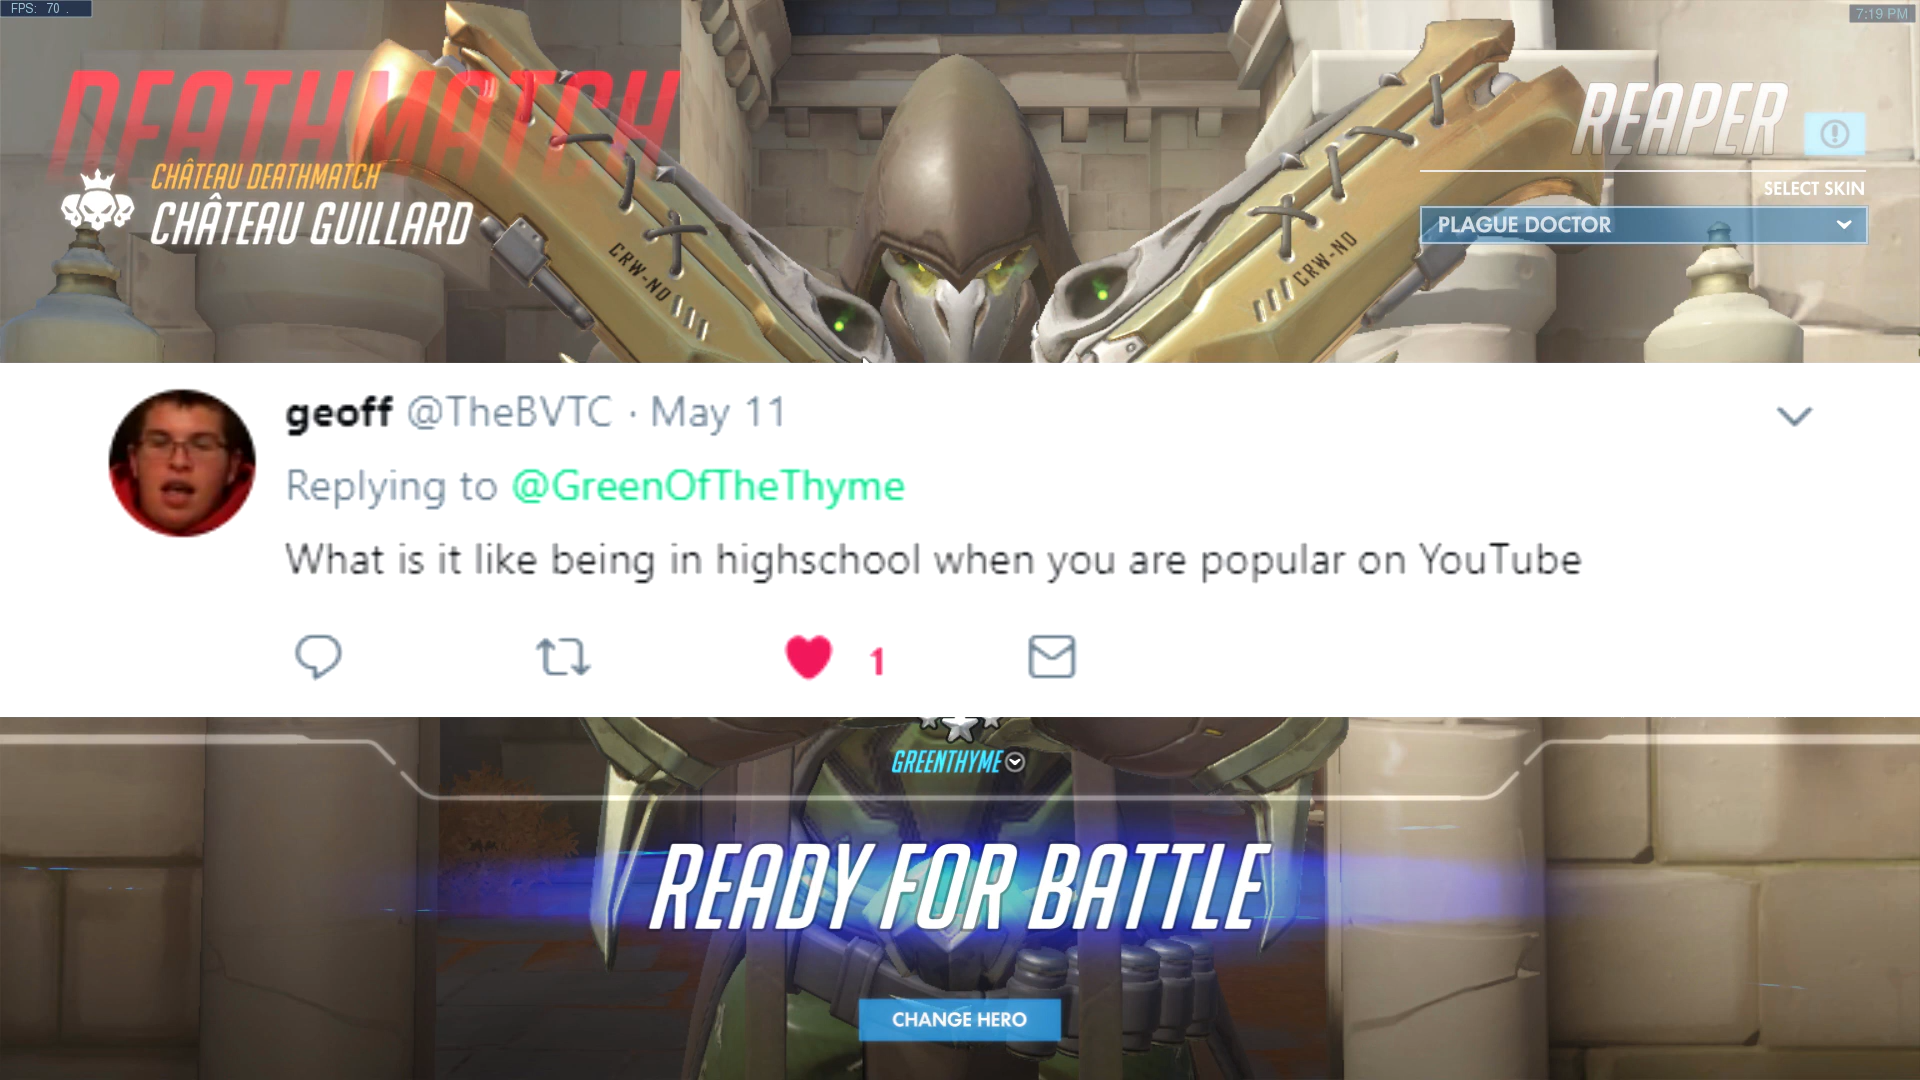 FPS: 70
7:19 PM
DEATHMATCH
CHÂTEAU DEATHMATCH
CHÂTEAU GUILLARD
REAPER
SELECT SKIN
PLAGUE DOCTOR
CRW-ND
CRW-ND
geoff @TheBVTC · May 11
Replying to @GreenOfTheThyme
What is it like being in highschool when you are popular on YouTube
1
GREENTHYME
READY FOR BATTLE
CHANGE HERO